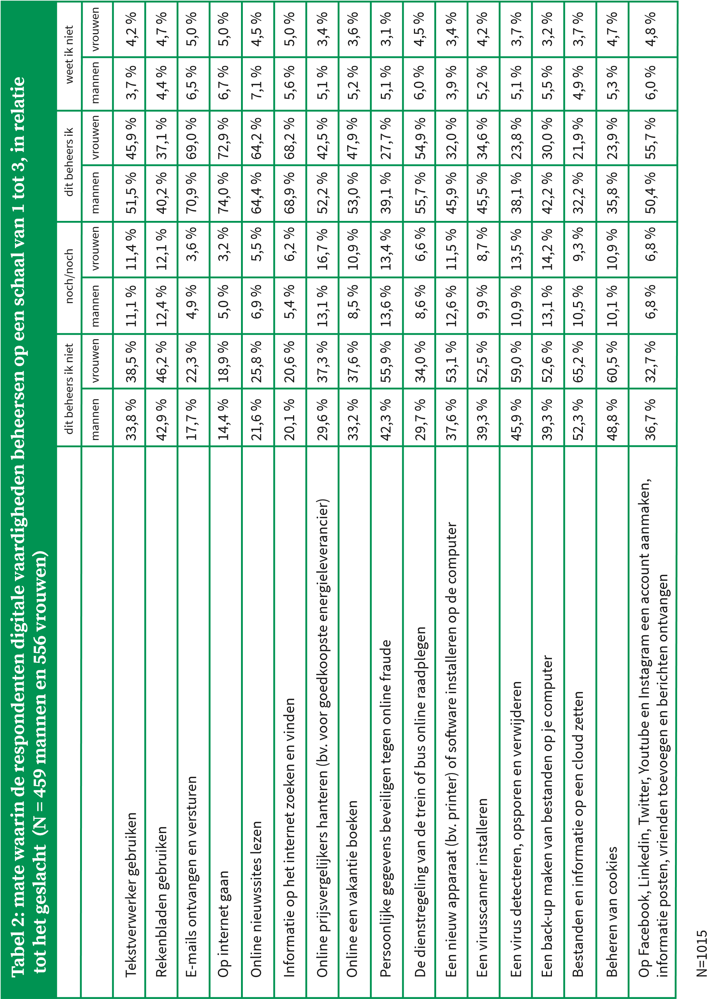 Tabel 2: mate waarin de respondenten digitale vaardigheden beheersen op een schaal van 1 tot 3, in relatie
tot het geslacht (N = 459 mannen en 556 vrouwen)
dit beheers ik niet noch/noch dit beheers ik weet ik niet
mannen vrouwen mannen vrouwen mannen vrouwen mannen vrouwen
Tekstverwerker gebruiken 33,8 % 38,5 % 11,1 % 11,4 % 51,5 % 45,9 % 3,7 % 4,2 %
Rekenbladen gebruiken 42,9 % 46,2 % 12,4 % 12,1 % 40,2 % 37,1 % 4,4 % 4,7 %
E-mails ontvangen en versturen 17,7 % 22,3 % 4,9 % 3,6 % 70,9 % 69,0 % 6,5 % 5,0 %
Op internet gaan 14,4 % 18,9 % 5,0 % 3,2 % 74,0 % 72,9 % 6,7 % 5,0 %
Online nieuwssites lezen 21,6 % 25,8 % 6,9 % 5,5 % 64,4 % 64,2 % 7,1 % 4,5 %
Informatie op het internet zoeken en vinden 20,1 % 20,6 % 5,4 % 6,2 % 68,9 % 68,2 % 5,6 % 5,0 %
Online prijsvergelijkers hanteren (bv. voor goedkoopste energieleverancier) 29,6 % 37,3 % 13,1 % 16,7 % 52,2 % 42,5 % 5,1 % 3,4 %
Online een vakantie boeken 33,2 % 37,6 % 8,5 % 10,9 % 53,0 % 47,9 % 5,2 % 3,6 %
Persoonlijke gegevens beveiligen tegen online fraude 42,3 % 55,9 % 13,6 % 13,4 % 39,1 % 27,7 % 5,1 % 3,1 %
De dienstregeling van de trein of bus online raadplegen 29,7 % 34,0 % 8,6 % 6,6 % 55,7 % 54,9 % 6,0 % 4,5 %
Een nieuw apparaat (bv. printer) of software installeren op de computer 37,6 % 53,1 % 12,6 % 11,5 % 45,9 % 32,0 % 3,9 % 3,4 %
Een virusscanner installeren 39,3 % 52,5 % 9,9 % 8,7 % 45,5 % 34,6 % 5,2 % 4,2 %
Een virus detecteren, opsporen en verwijderen 45,9 % 59,0 % 10,9 % 13,5 % 38,1 % 23,8 % 5,1 % 3,7 %
Een back-up maken van bestanden op je computer 39,3 % 52,6 % 13,1 % 14,2 % 42,2 % 30,0 % 5,5 % 3,2 %
Bestanden en informatie op een cloud zetten 52,3 % 65,2 % 10,5 % 9,3 % 32,2 % 21,9 % 4,9 % 3,7 %
Beheren van cookies 48,8 % 60,5 % 10,1 % 10,9 % 35,8 % 23,9 % 5,3 % 4,7 %
Op Facebook, Linkedin, Twitter, Youtube en Instagram een account aanmaken,
informatie posten, vrienden toevoegen en berichten ontvangen 36,7 % 32,7 % 6,8 % 6,8 % 50,4 % 55,7 % 6,0 % 4,8 %
N=1015